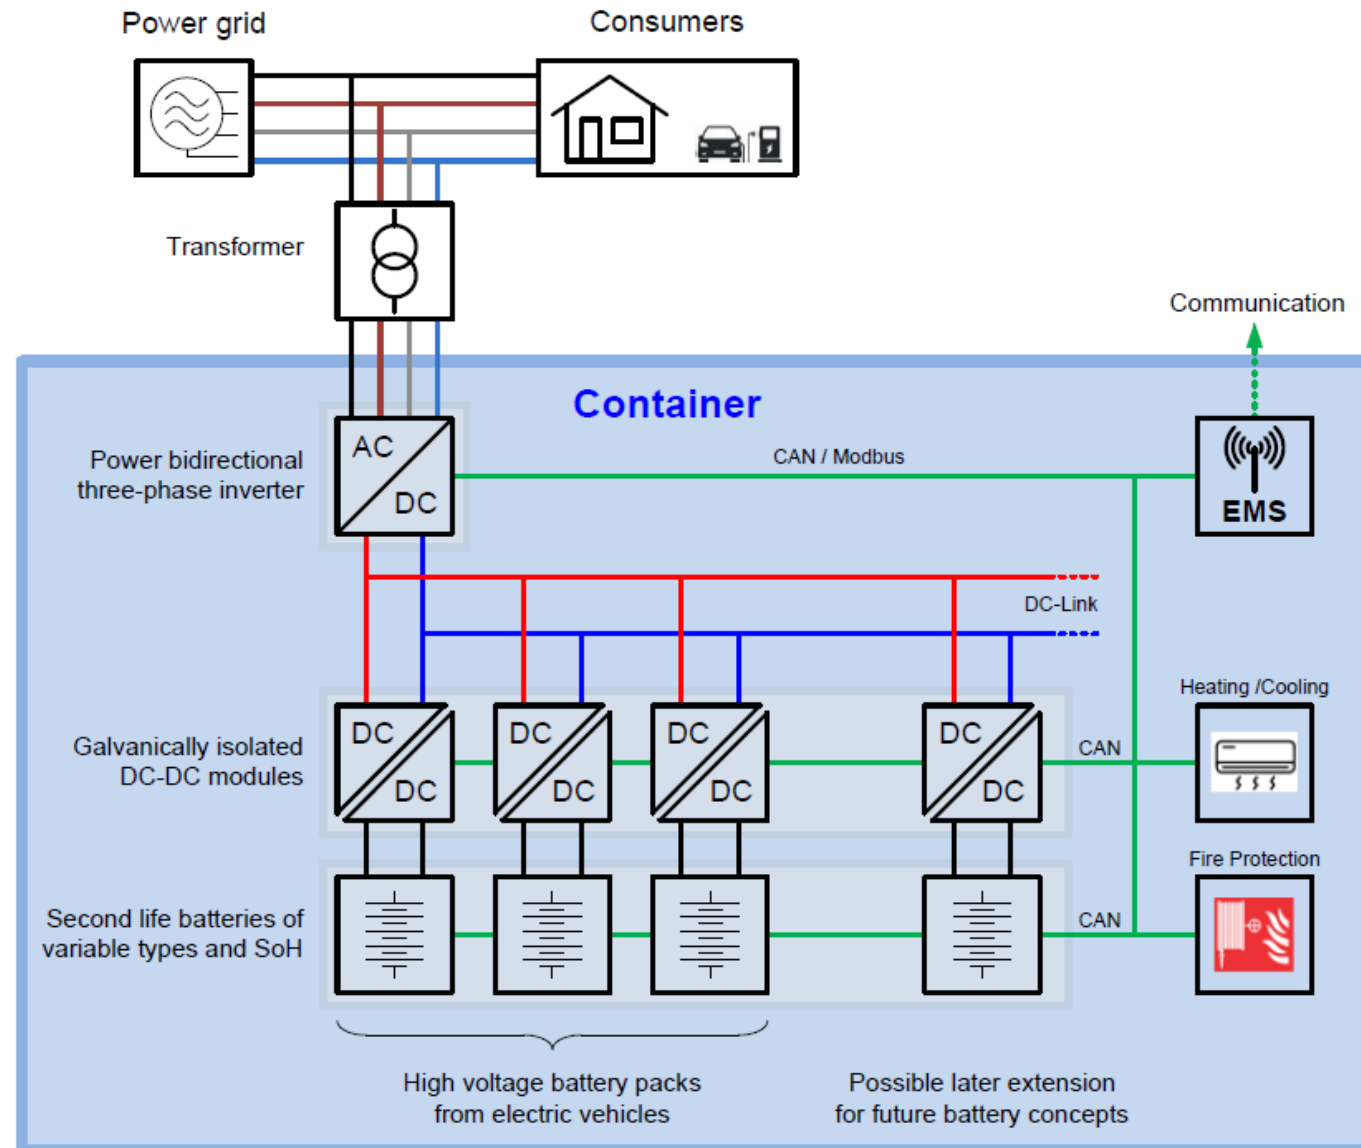 Power grid
Consumers
Transformer
Communication
Container
AC
DC
Power bidirectional
three-phase inverter
CAN / Modbus
EMS
DC-Link
Heating /Cooling
Galvanically isolated
DC-DC modules
DC
DC
DC
DC
DC
DC
DC
DC
CAN
Fire Protection
Second life batteries of
variable types and SoH
CAN
High voltage battery packs
from electric vehicles
Possible later extension
for future battery concepts